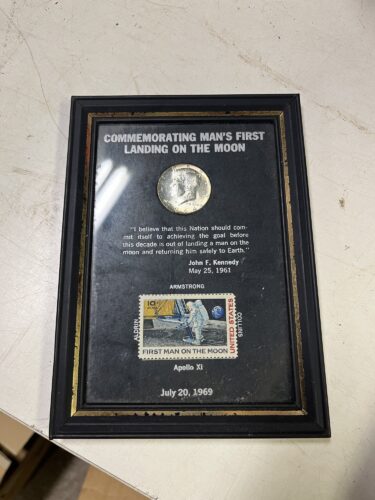 COMMEMORATING MAN'S FIRST
LANDING ON THE MOON
"I believe that this Nation should com-
mit itself to achieving the goal before
this decade is out of landing a man on the
moon and returning him safely to Earth."
John F. Kennedy
May 25, 1961
ARMSTRONG
ALDRIN
10
UNITED STATES
COLLINS
FIRST MAN ON THE MOON
Apollo XI
July 20, 1969